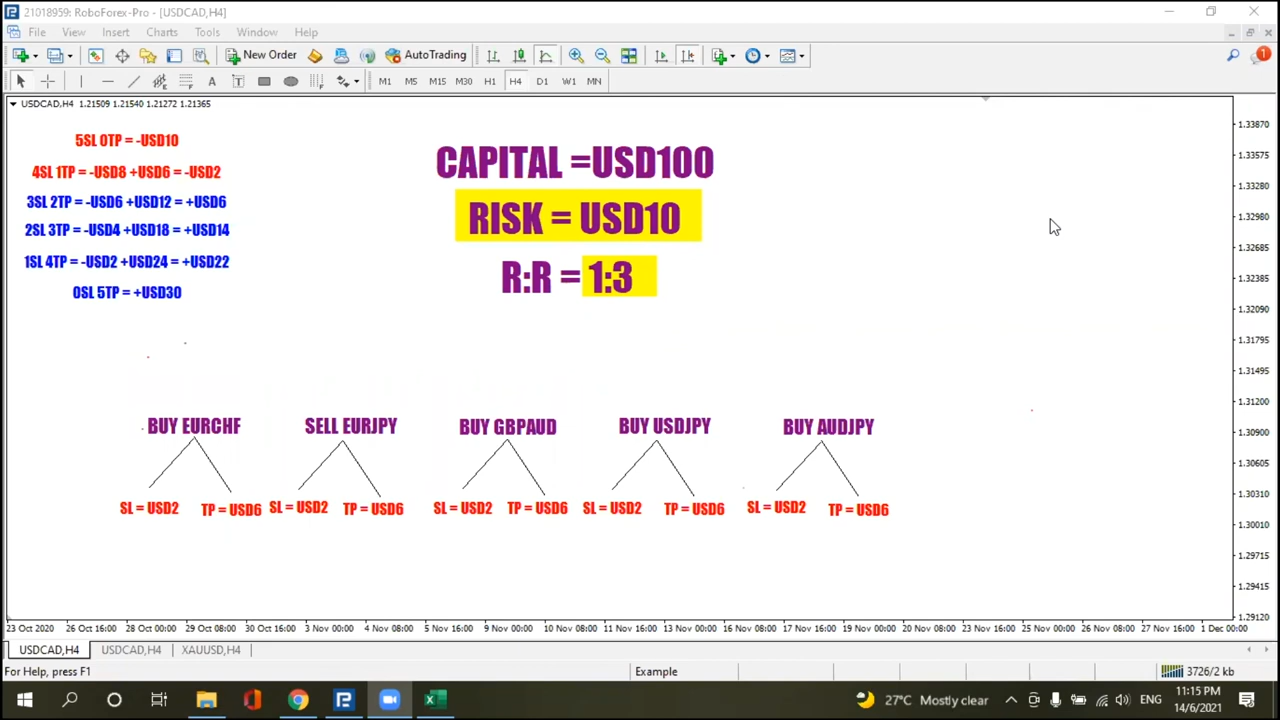 21018959: RoboForex-Pro - [USDCAD,H4]
File View Insert Charts Tools Window Help
New Order AutoTrading
A T M1 M5 M15 M30 H1 H4 D1 W1 MN
1
USDCAD,H4 1.21509 1.21540 1.21272 1.21365
5SL 0TP = -USD10
4SL 1TP = -USD8 +USD6 = -USD2
3SL 2TP = -USD6 +USD12 = +USD6
2SL 3TP = -USD4 +USD18 = +USD14
1SL 4TP = -USD2 +USD24 = +USD22
0SL 5TP = +USD30
CAPITAL =USD100
RISK = USD10
R:R = 1:3
BUY EURCHF SELL EURJPY BUY GBPAUD BUY USDJPY BUY AUDJPY
SL = USD2 TP = USD6 SL = USD2 TP = USD6 SL = USD2 TP = USD6 SL = USD2 TP = USD6 SL = USD2 TP = USD6
1.33870
1.33575
1.33280
1.32980
1.32685
1.32385
1.32090
1.31795
1.31495
1.31200
1.30900
1.30605
1.30310
1.30010
1.29715
1.29415
1.29120
23 Oct 2020 26 Oct 16:00 28 Oct 00:00 29 Oct 08:00 30 Oct 16:00 3 Nov 00:00 4 Nov 08:00 5 Nov 16:00 9 Nov 00:00 10 Nov 08:00 11 Nov 16:00 13 Nov 00:00 16 Nov 08:00 17 Nov 16:00 19 Nov 00:00 20 Nov 08:00 23 Nov 16:00 25 Nov 00:00 26 Nov 08:00 27 Nov 16:00 1 Dec 00:00
USDCAD,H4 USDCAD,H4 XAUUSD,H4
For Help, press F1 Example 3726/2 kb
27°C Mostly clear ENG 11:15 PM
14/6/2021